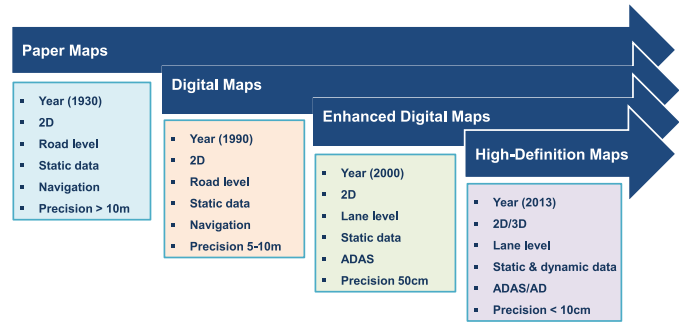 Paper Maps
▪ Year (1930)
▪ 2D
▪ Road level
▪ Static data
▪ Navigation
▪ Precision > 10m
Digital Maps
▪ Year (1990)
▪ 2D
▪ Road level
▪ Static data
▪ Navigation
▪ Precision 5-10m
Enhanced Digital Maps
▪ Year (2000)
▪ 2D
▪ Lane level
▪ Static data
▪ ADAS
▪ Precision 50cm
High-Definition Maps
▪ Year (2013)
▪ 2D/3D
▪ Lane level
▪ Static & dynamic data
▪ ADAS/AD
▪ Precision < 10cm